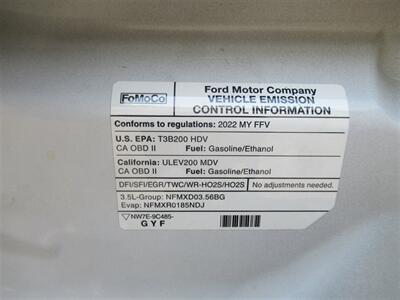 FoMoCo
Ford Motor Company
VEHICLE EMISSION
CONTROL INFORMATION
Conforms to regulations: 2022 MY FFV
U.S. EPA: T3B200 HDV
CA OBD II Fuel: Gasoline/Ethanol
California: ULEV200 MDV
CA OBD II Fuel: Gasoline/Ethanol
DFI/SFI/EGR/TWC/WR-HO2S/HO2S No adjustments needed.
3.5L-Group: NFMXD03.56BG
Evap: NFMXR0185NDJ
NW7E-9C485-
G Y F